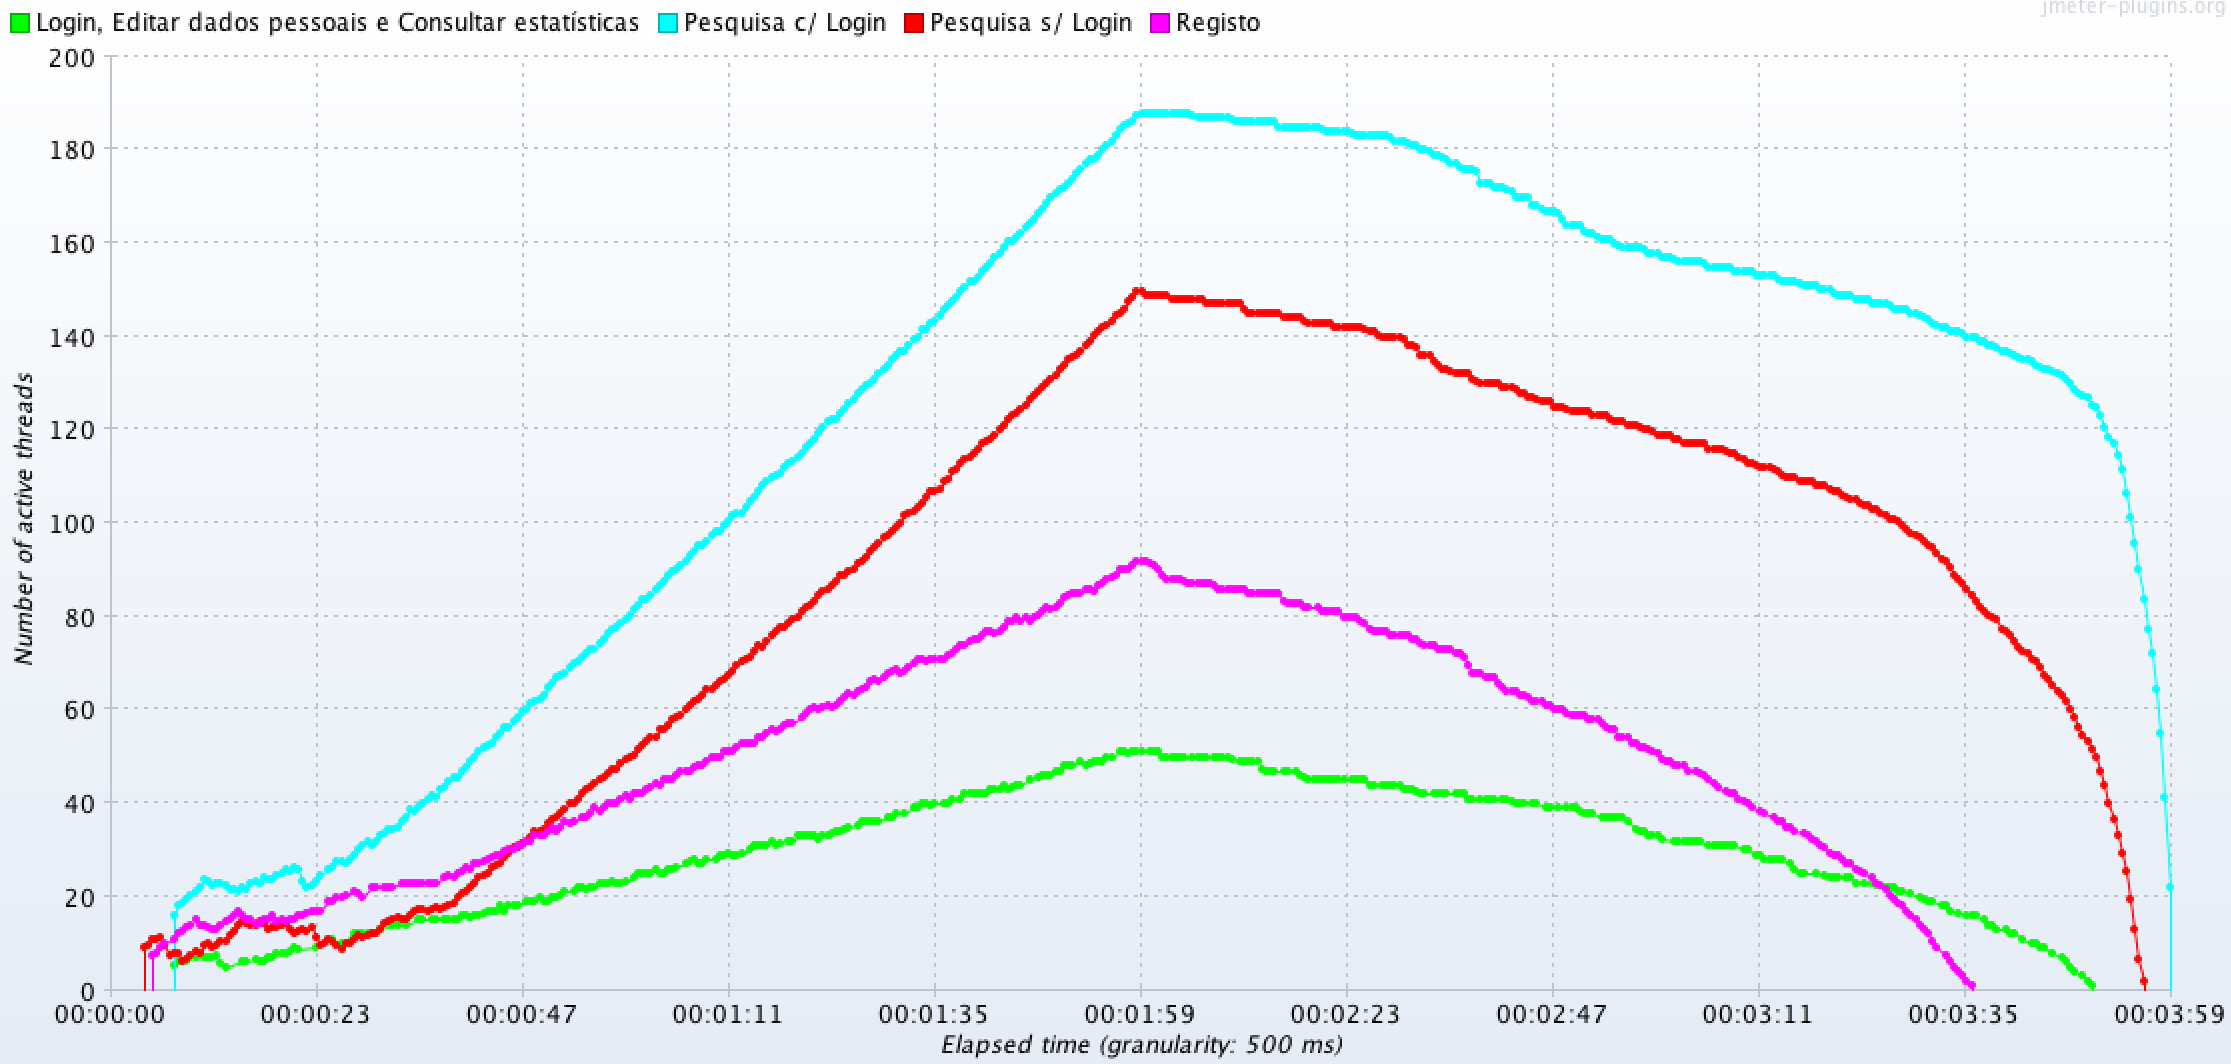 jmeter-plugins.org
Login, Editar dados pessoais e Consultar estatísticas Pesquisa c/ Login Pesquisa s/ Login Registo
200
180
160
140
120
100
80
60
40
20
0
Number of active threads
00:00:00 00:00:23 00:00:47 00:01:11 00:01:35 00:01:59 00:02:23 00:02:47 00:03:11 00:03:35 00:03:59
Elapsed time (granularity: 500 ms)